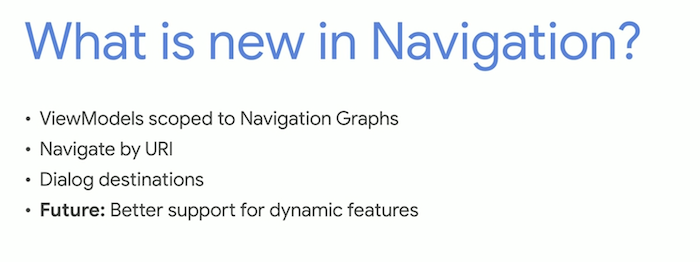 What is new in Navigation?
• ViewModels scoped to Navigation Graphs
• Navigate by URI
• Dialog destinations
• Future: Better support for dynamic features